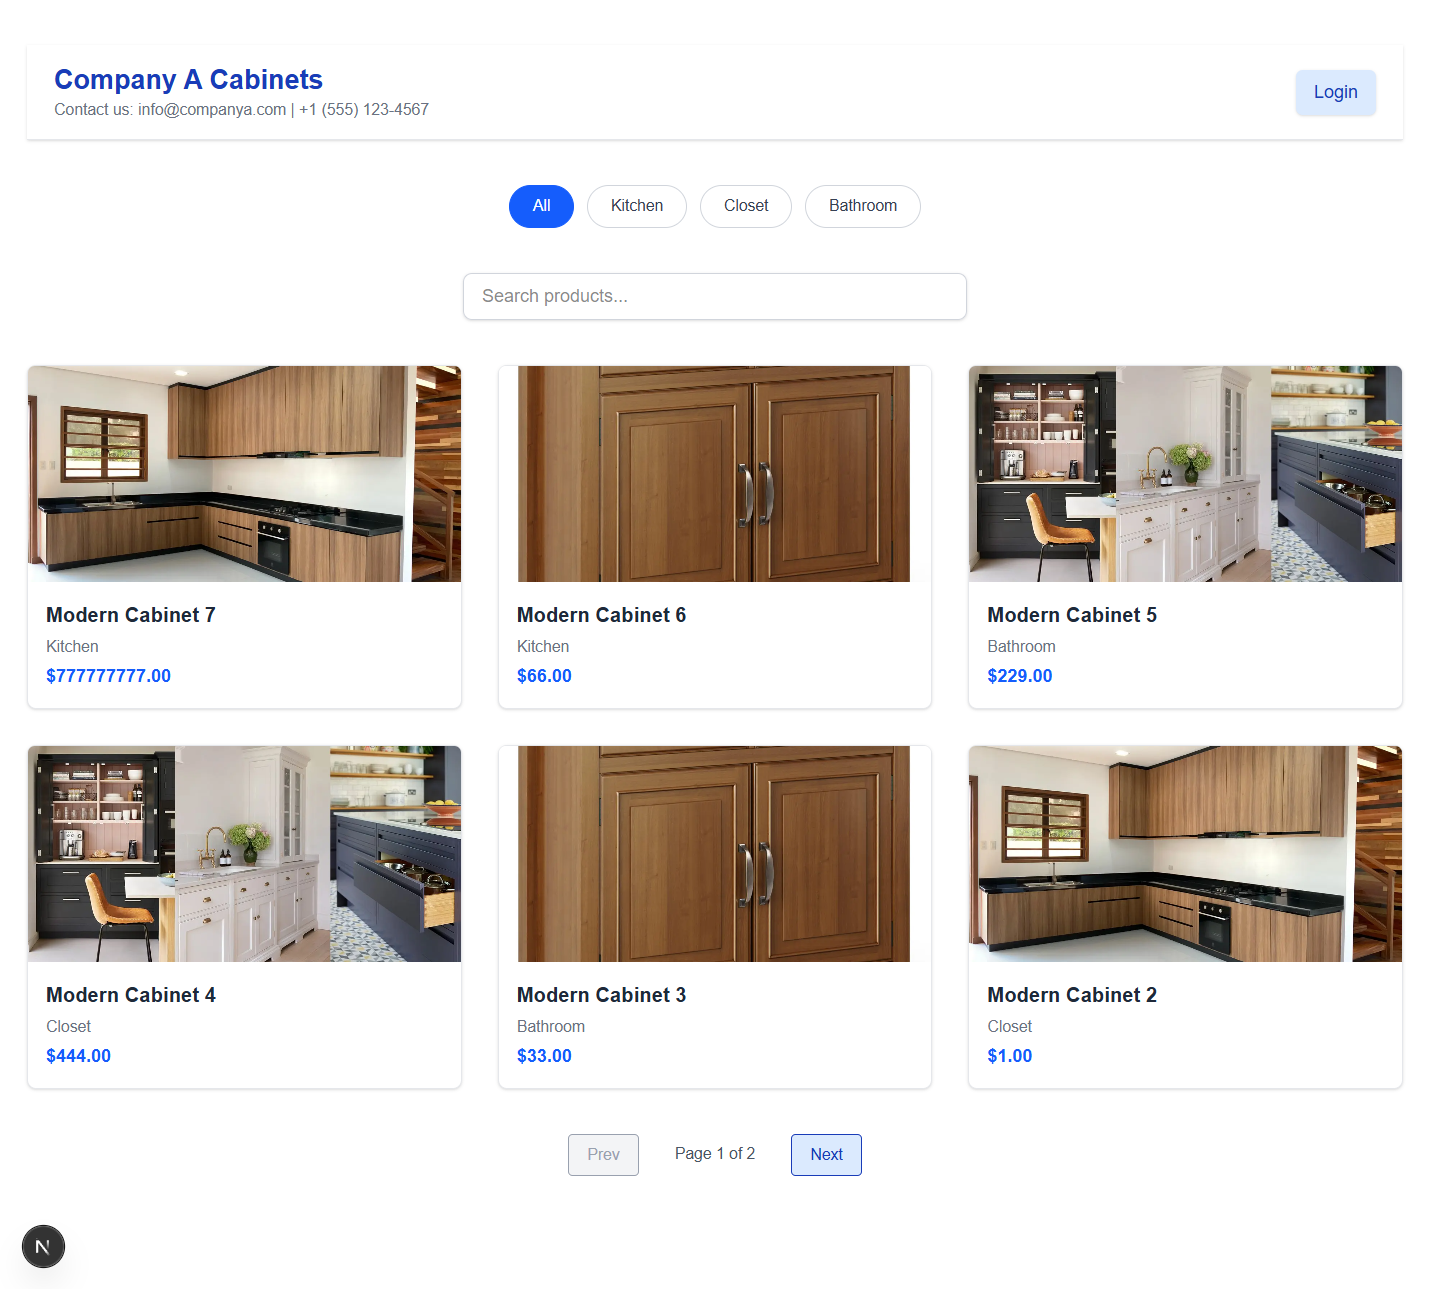 Company A Cabinets
Contact us: info@companya.com | +1 (555) 123-4567
Login
All
Kitchen
Closet
Bathroom
Search products...
Modern Cabinet 7
Kitchen
$777777777.00
Modern Cabinet 6
Kitchen
$66.00
Modern Cabinet 5
Bathroom
$229.00
Modern Cabinet 4
Closet
$444.00
Modern Cabinet 3
Bathroom
$33.00
Modern Cabinet 2
Closet
$1.00
Prev
Page 1 of 2
Next
N